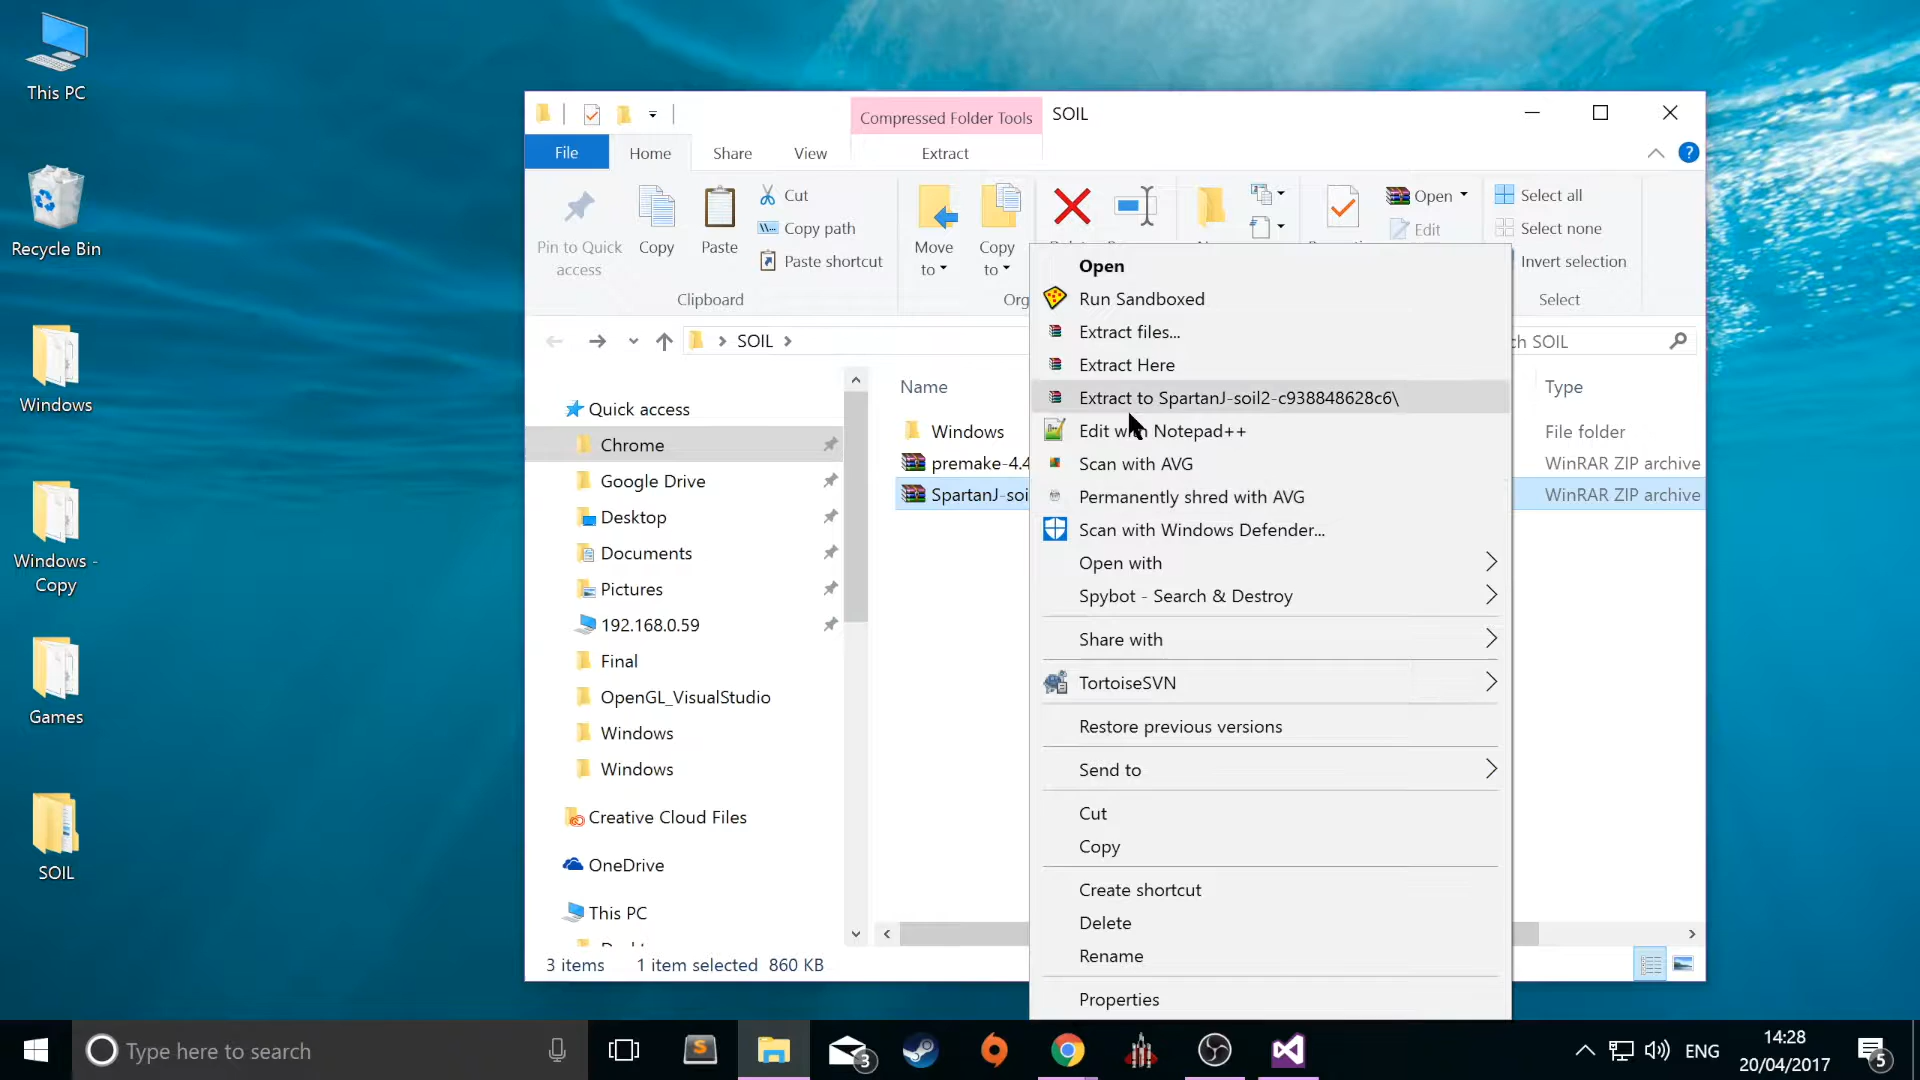 This PC
Recycle Bin
Windows
Windows -
Copy
Games
SOIL
Compressed Folder Tools
SOIL
File
Home
Share
View
Extract
Pin to Quick
access
Copy
Paste
Cut
Copy path
Paste shortcut
Clipboard
Move
to
Copy
to
Open
Edit
Select all
Select none
Invert selection
Select
SOIL
SOIL
Quick access
Chrome
Google Drive
Desktop
Documents
Pictures
192.168.0.59
Final
OpenGL_VisualStudio
Windows
Windows
Creative Cloud Files
OneDrive
This PC
Name
Type
Windows
File folder
premake-4.4
WinRAR ZIP archive
SpartanJ-soi
WinRAR ZIP archive
Open
Run Sandboxed
Extract files...
Extract Here
Extract to SpartanJ-soil2-c938848628c6\
Edit with Notepad++
Scan with AVG
Permanently shred with AVG
Scan with Windows Defender...
Open with
Spybot - Search & Destroy
Share with
TortoiseSVN
Restore previous versions
Send to
Cut
Copy
Create shortcut
Delete
Rename
Properties
3 items 1 item selected 860 KB
Type here to search
3
ENG
14:28
20/04/2017
5